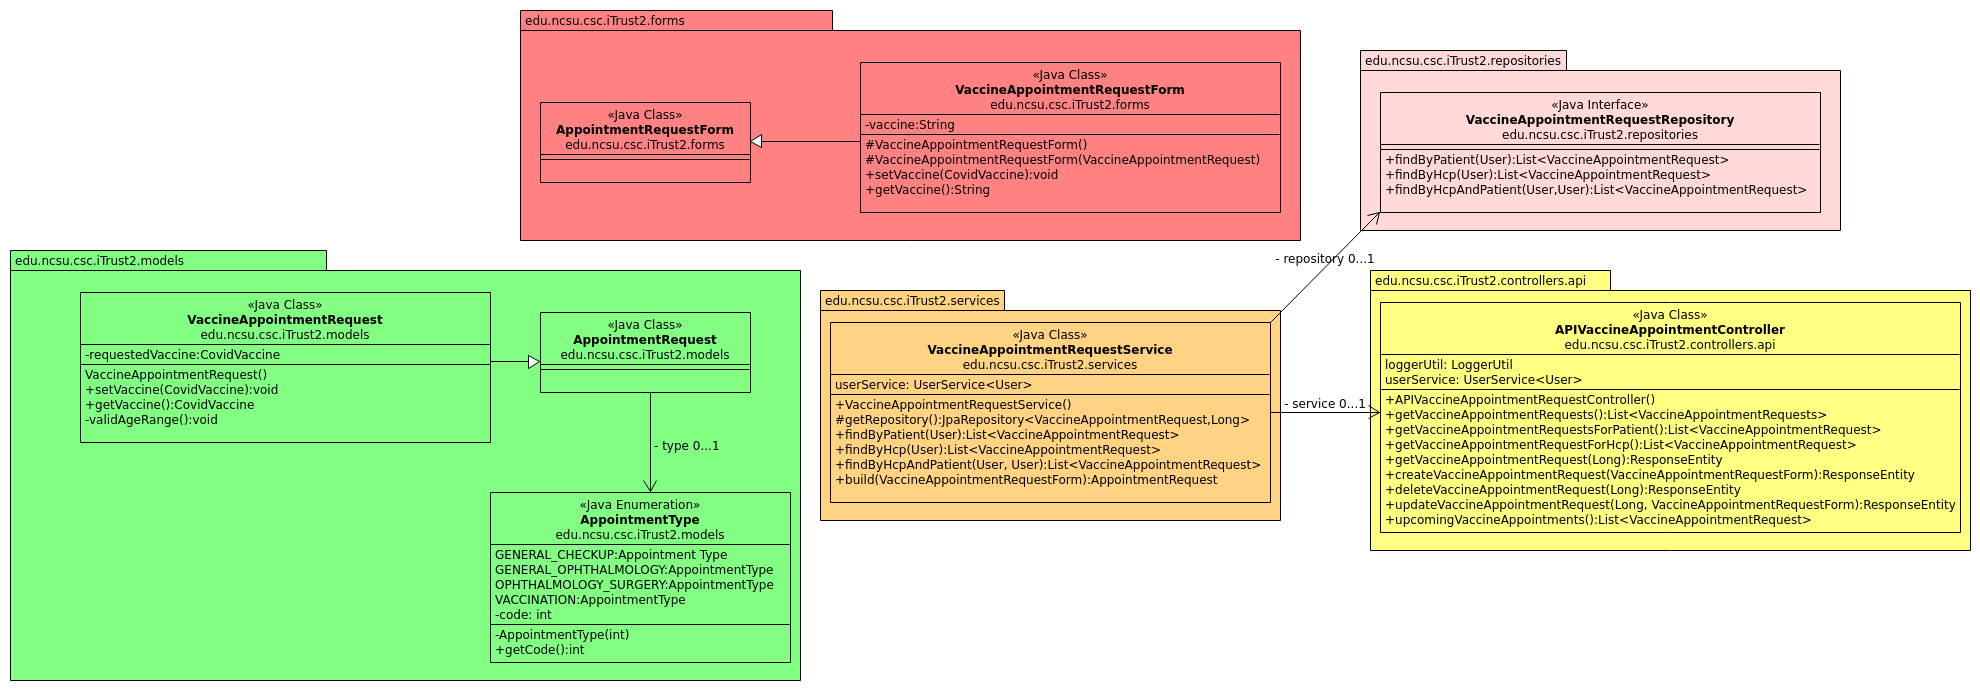 edu.ncsu.csc.iTrust2.forms
«Java Class»
AppointmentRequestForm
edu.ncsu.csc.iTrust2.forms
«Java Class»
VaccineAppointmentRequestForm
edu.ncsu.csc.iTrust2.forms
-vaccine:String
#VaccineAppointmentRequestForm()
#VaccineAppointmentRequestForm(VaccineAppointmentRequest)
+setVaccine(CovidVaccine):void
+getVaccine():String
edu.ncsu.csc.iTrust2.repositories
«Java Interface»
VaccineAppointmentRequestRepository
edu.ncsu.csc.iTrust2.repositories
+findByPatient(User):List<VaccineAppointmentRequest>
+findByHcp(User):List<VaccineAppointmentRequest>
+findByHcpAndPatient(User,User):List<VaccineAppointmentRequest>
- repository 0...1
edu.ncsu.csc.iTrust2.models
«Java Class»
VaccineAppointmentRequest
edu.ncsu.csc.iTrust2.models
-requestedVaccine:CovidVaccine
VaccineAppointmentRequest()
+setVaccine(CovidVaccine):void
+getVaccine():CovidVaccine
-validAgeRange():void
«Java Class»
AppointmentRequest
edu.ncsu.csc.iTrust2.models
- type 0...1
«Java Enumeration»
AppointmentType
edu.ncsu.csc.iTrust2.models
GENERAL_CHECKUP:Appointment Type
GENERAL_OPHTHALMOLOGY:AppointmentType
OPHTHALMOLOGY_SURGERY:AppointmentType
VACCINATION:AppointmentType
-code: int
-AppointmentType(int)
+getCode():int
edu.ncsu.csc.iTrust2.services
«Java Class»
VaccineAppointmentRequestService
edu.ncsu.csc.iTrust2.services
userService: UserService<User>
+VaccineAppointmentRequestService()
#getRepository():JpaRepository<VaccineAppointmentRequest,Long>
+findByPatient(User):List<VaccineAppointmentRequest>
+findByHcp(User):List<VaccineAppointmentRequest>
+findByHcpAndPatient(User, User):List<VaccineAppointmentRequest>
+build(VaccineAppointmentRequestForm):AppointmentRequest
- service 0...1
edu.ncsu.csc.iTrust2.controllers.api
«Java Class»
APIVaccineAppointmentController
edu.ncsu.csc.iTrust2.controllers.api
loggerUtil: LoggerUtil
userService: UserService<User>
+APIVaccineAppointmentRequestController()
+getVaccineAppointmentRequests():List<VaccineAppointmentRequests>
+getVaccineAppointmentRequestsForPatient():List<VaccineAppointmentRequest>
+getVaccineAppointmentRequestForHcp():List<VaccineAppointmentRequest>
+getVaccineAppointmentRequest(Long):ResponseEntity
+createVaccineAppointmentRequest(VaccineAppointmentRequestForm):ResponseEntity
+deleteVaccineAppointmentRequest(Long):ResponseEntity
+updateVaccineAppointmentRequest(Long, VaccineAppointmentRequestForm):ResponseEntity
+upcomingVaccineAppointments():List<VaccineAppointmentRequest>